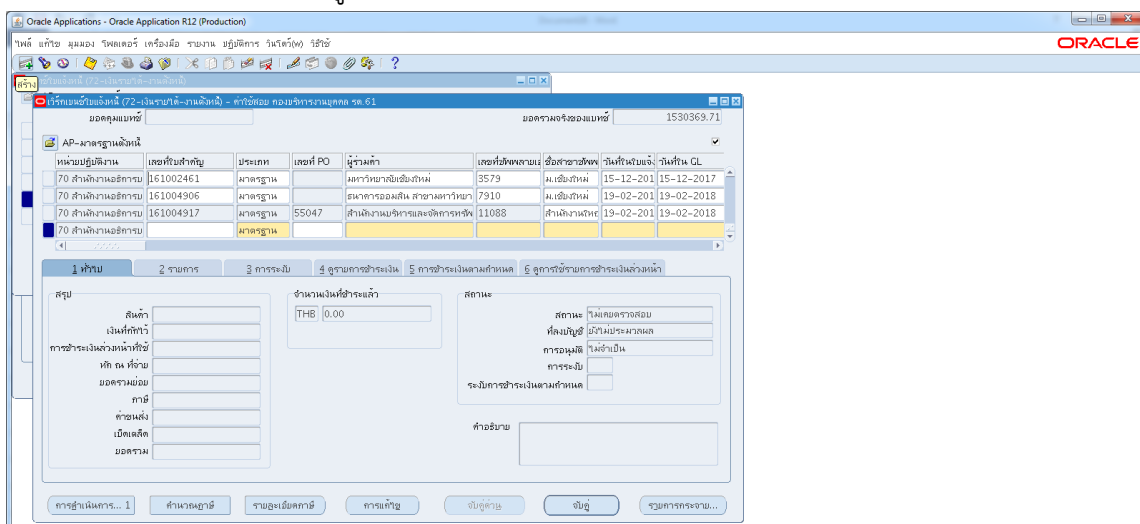 Oracle Applications - Oracle Application R12 (Production)
ไฟล์ แก้ไข มุมมอง โฟลเดอร์ เครื่องมือ รายงาน ปฏิบัติการ วินโดว์(W) วิธีใช้
ORACLE
สร้าง
เวิร์กเบนช์ใบแจ้งหนี้ (72-เงินรายได้-งานตั้งหนี้) - ค่าใช้สอย กองบริหารงานบุคคล รต.61
ยอดคุมแบทช์ ยอดรวมจริงของแบทช์ 1530369.71
AP-มาตรฐานตั้งหนี้
หน่วยปฏิบัติงาน เลขที่ใบสำคัญ ประเภท เลขที่ PO ผู้ร่วมค้า เลขที่ซัพพลายเ ชื่อสาขาซัพพ วันที่ในใบแจ้ง วันที่ใน GL
70 สำนักงานอธิการบ 161002461 มาตรฐาน มหาวิทยาลัยเชียงใหม่ 3579 ม.เชียงใหม่ 15-12-201 15-12-2017
70 สำนักงานอธิการบ 161004906 มาตรฐาน ธนาคารออมสิน สาขามหาวิทยา 7910 ม.เชียงใหม่ 19-02-201 19-02-2018
70 สำนักงานอธิการบ 161004917 มาตรฐาน 55047 สำนักงานบริหารและจัดการทรัพ 11088 สำนักงานให 19-02-201 19-02-2018
70 สำนักงานอธิการบ มาตรฐาน
1 ทั่วไป 2 รายการ 3 การระงับ 4 ดูรายการชำระเงิน 5 การชำระเงินตามกำหนด 6 ดูการใช้รายการชำระเงินล่วงหน้า
สรุป จำนวนเงินที่ชำระแล้ว สถานะ
สินค้า THB 0.00 สถานะ ไม่เคยตรวจสอบ
เงินที่กักไว้ ที่ลงบัญชี ยังไม่ประมวลผล
การชำระเงินล่วงหน้าที่ใช้ การอนุมัติ ไม่จำเป็น
หัก ณ ที่จ่าย การระงับ
ยอดรวมย่อย ระงับการชำระเงินตามกำหนด
ภาษี
ค่าขนส่ง คำอธิบาย
เบ็ดเตล็ด
ยอดรวม
การดำเนินการ... 1 คำนวณภาษี รายละเอียดภาษี การแก้ไข จับคู่ รายการกระจาย...